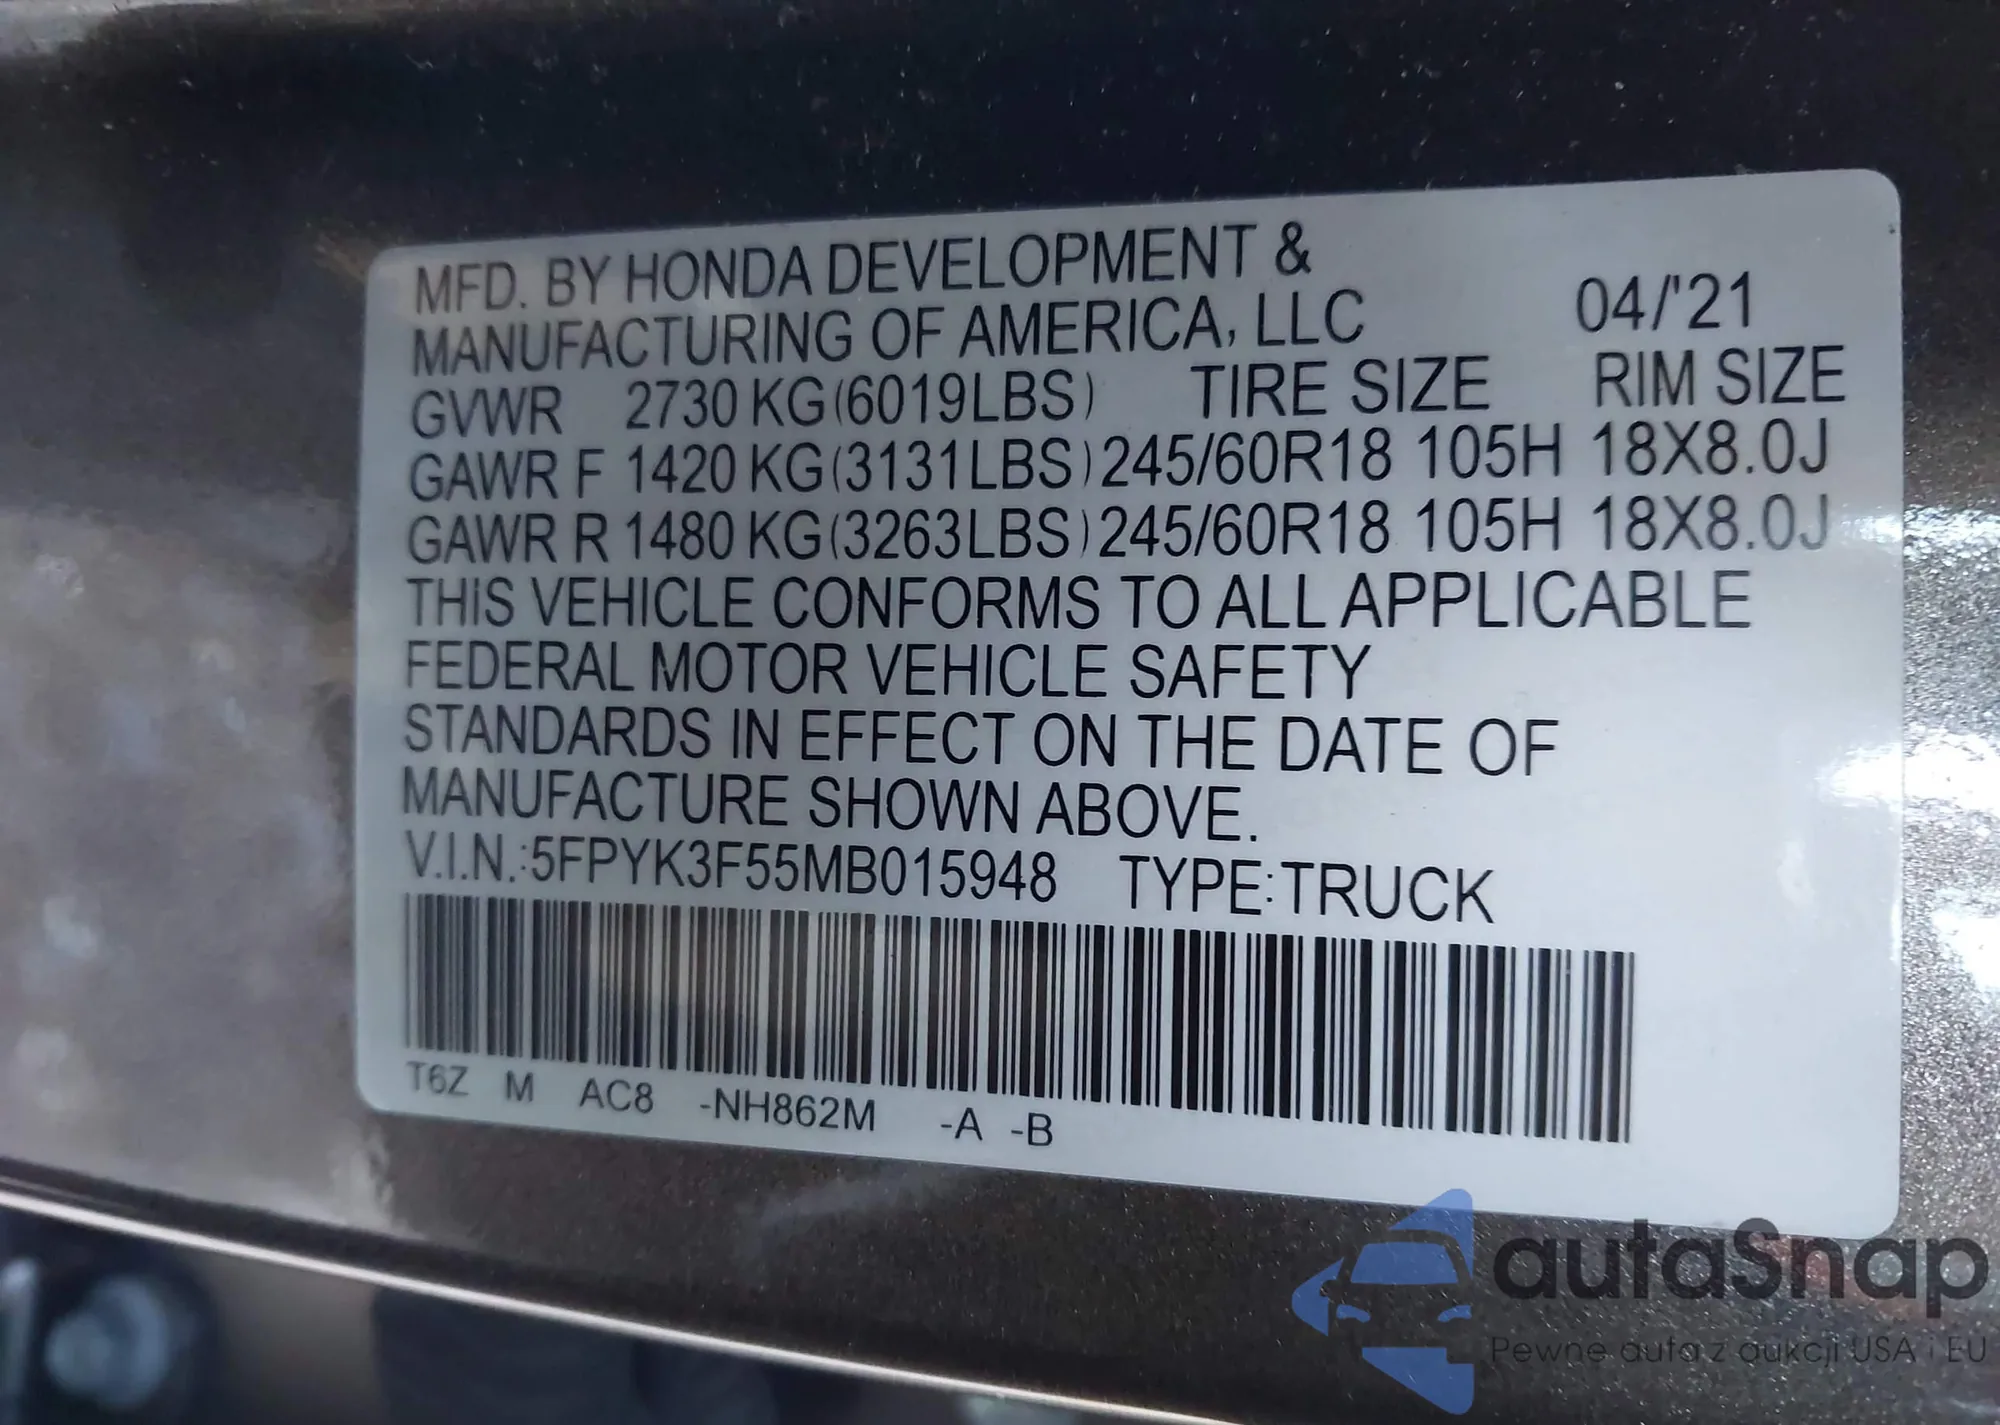 MFD. BY HONDA DEVELOPMENT &
MANUFACTURING OF AMERICA, LLC 04/'21
GVWR 2730 KG(6019LBS) TIRE SIZE RIM SIZE
GAWR F 1420 KG(3131LBS) 245/60R18 105H 18X8.0J
GAWR R 1480 KG(3263LBS) 245/60R18 105H 18X8.0J
THIS VEHICLE CONFORMS TO ALL APPLICABLE
FEDERAL MOTOR VEHICLE SAFETY
STANDARDS IN EFFECT ON THE DATE OF
MANUFACTURE SHOWN ABOVE.
V.I.N.:5FPYK3F55MB015948 TYPE:TRUCK
T6Z M AC8 -NH862M -A -B
autaSnap
Pewne auta z aukcji USA i EU